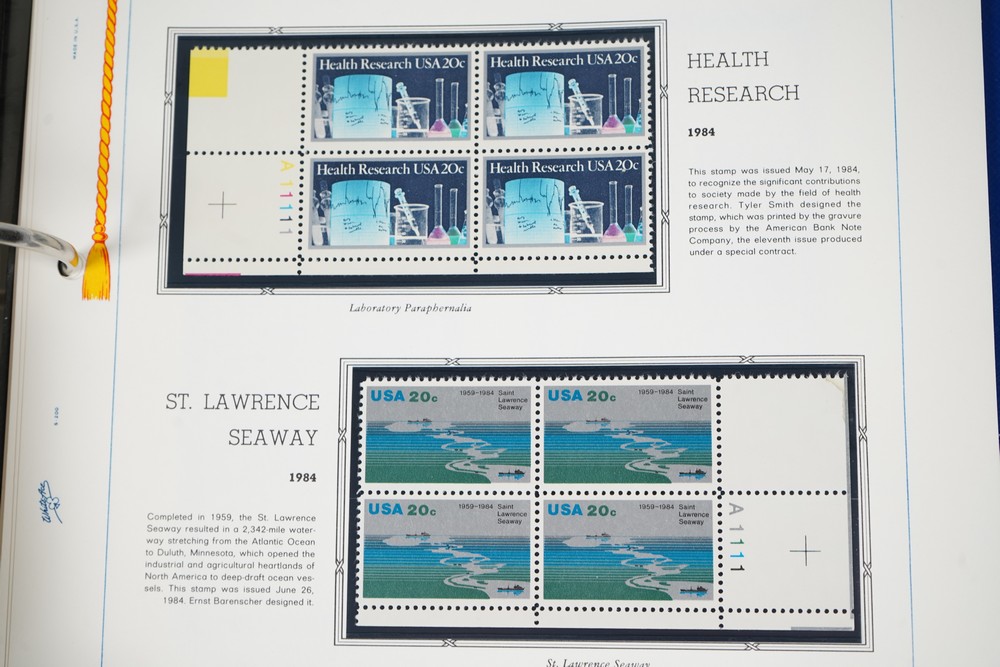 MADE IN U.S.A.
HEALTH
RESEARCH
1984
This stamp was issued May 17, 1984,
to recognize the significant contributions
to society made by the field of health
research. Tyler Smith designed the
stamp, which was printed by the gravure
process by the American Bank Note
Company, the eleventh issue produced
under a special contract.
Health Research USA 20c
Health Research USA 20c
A11111
Health Research USA 20c
Health Research USA 20c
Laboratory Paraphernalia
ST. LAWRENCE
SEAWAY
1984
Completed in 1959, the St. Lawrence
Seaway resulted in a 2,342-mile water-
way stretching from the Atlantic Ocean
to Duluth, Minnesota, which opened the
industrial and agricultural heartlands of
North America to deep-draft ocean ves-
sels. This stamp was issued June 26,
1984. Ernst Barenscher designed it.
USA 20c
1959-1984 Saint
Lawrence
Seaway
USA 20c
1959-1984 Saint
Lawrence
Seaway
USA 20c
1959-1984 Saint
Lawrence
Seaway
USA 20c
1959-1984 Saint
Lawrence
Seaway
A1111
St. Lawrence Seaway
White Ace